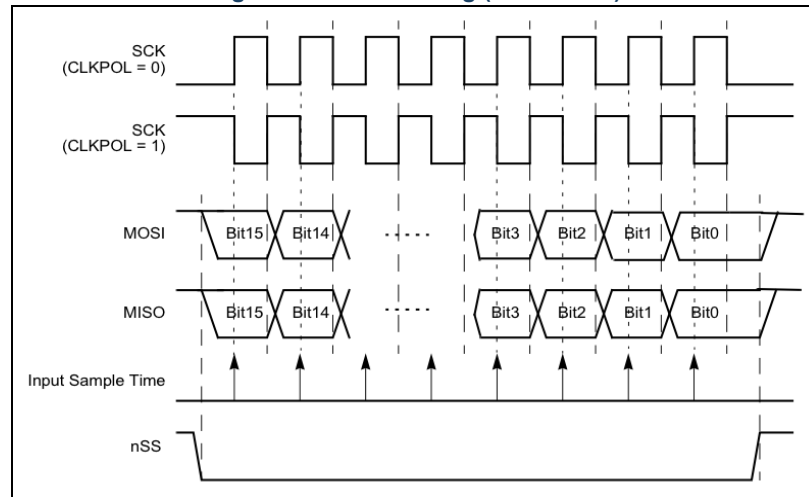 SCK
(CLKPOL = 0)
SCK
(CLKPOL = 1)
MOSI
Bit15 Bit14 ..... Bit3 Bit2 Bit1 Bit0
MISO
Bit15 Bit14 ..... Bit3 Bit2 Bit1 Bit0
Input Sample Time
nSS